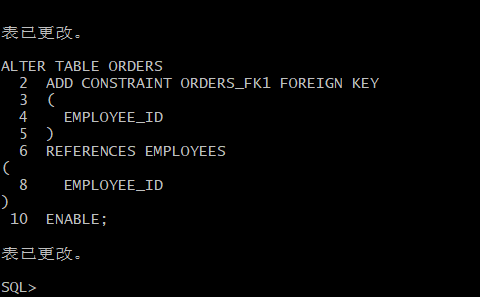 表已更改。
ALTER TABLE ORDERS
  2  ADD CONSTRAINT ORDERS_FK1 FOREIGN KEY
  3  (
  4    EMPLOYEE_ID
  5  )
  6  REFERENCES EMPLOYEES
(
  8    EMPLOYEE_ID
)
 10  ENABLE;
表已更改。
SQL>